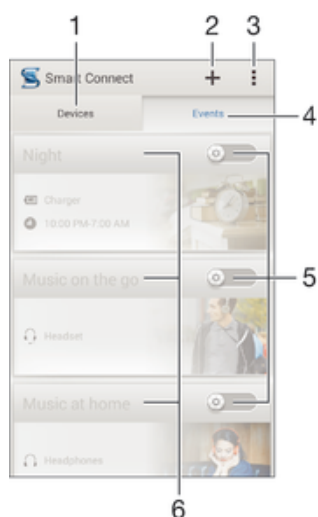 1 2 3
Smart Connect
Devices Events 4
Night
Charger
10:00 PM-7:00 AM
Music on the go 5
Headset
Music at home
Headphones
6